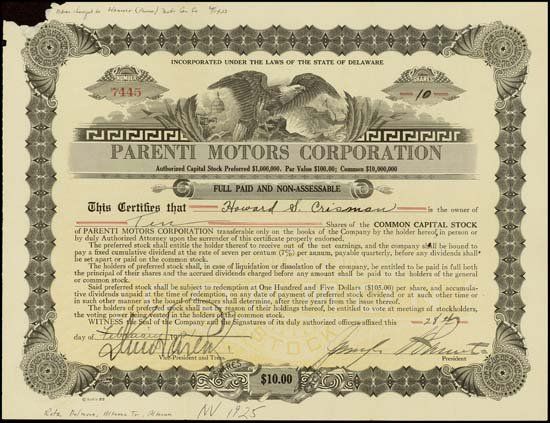 INCORPORATED UNDER THE LAWS OF THE STATE OF DELAWARE
NUMBER
7445
SHARES
10
PARENTI MOTORS CORPORATION
Authorized Capital Stock Preferred $1,000,000. Par Value $100.00; Common $10,000,000
FULL PAID AND NON-ASSESSABLE
This Certifies that Howard S. Crisman is the owner of
Ten Shares of the COMMON CAPITAL STOCK
of PARENTI MOTORS CORPORATION transferable only on the books of the Company by the holder hereof in person or
by duly Authorized Attorney upon the surrender of this certificate properly endorsed.
The preferred stock shall entitle the holder thereof to receive out of the net earnings, and the company shall be bound to
pay a fixed cumulative dividend at the rate of seven per centum (7%) per annum, payable quarterly, before any dividends shall
be set apart or paid on the common stock.
The holders of preferred stock shall, in case of liquidation or dissolution of the company, be entitled to be paid in full both
the principal of their shares and the accrued dividends charged before any amount shall be paid to the holders of the general
or common stock.
Said preferred stock shall be subject to redemption at One Hundred and Five Dollars ($105) per share, and accumulative
dividends unpaid at the time of redemption, on any date of payment of preferred stock dividend or at such other time or
in such other manner as the board of directors shall determine, after three years from the issue thereof.
The holders of preferred stock shall not by reason of their holdings thereof, be entitled to vote at meetings of stockholders,
the voting power being vested in the holders of the common stock.
WITNESS the Seal of the Company and the Signatures of its duly authorized officers affixed this 28
day of February
Vice-President and Treas.
President
STOCK
SHARES
$10.00
NV 1925